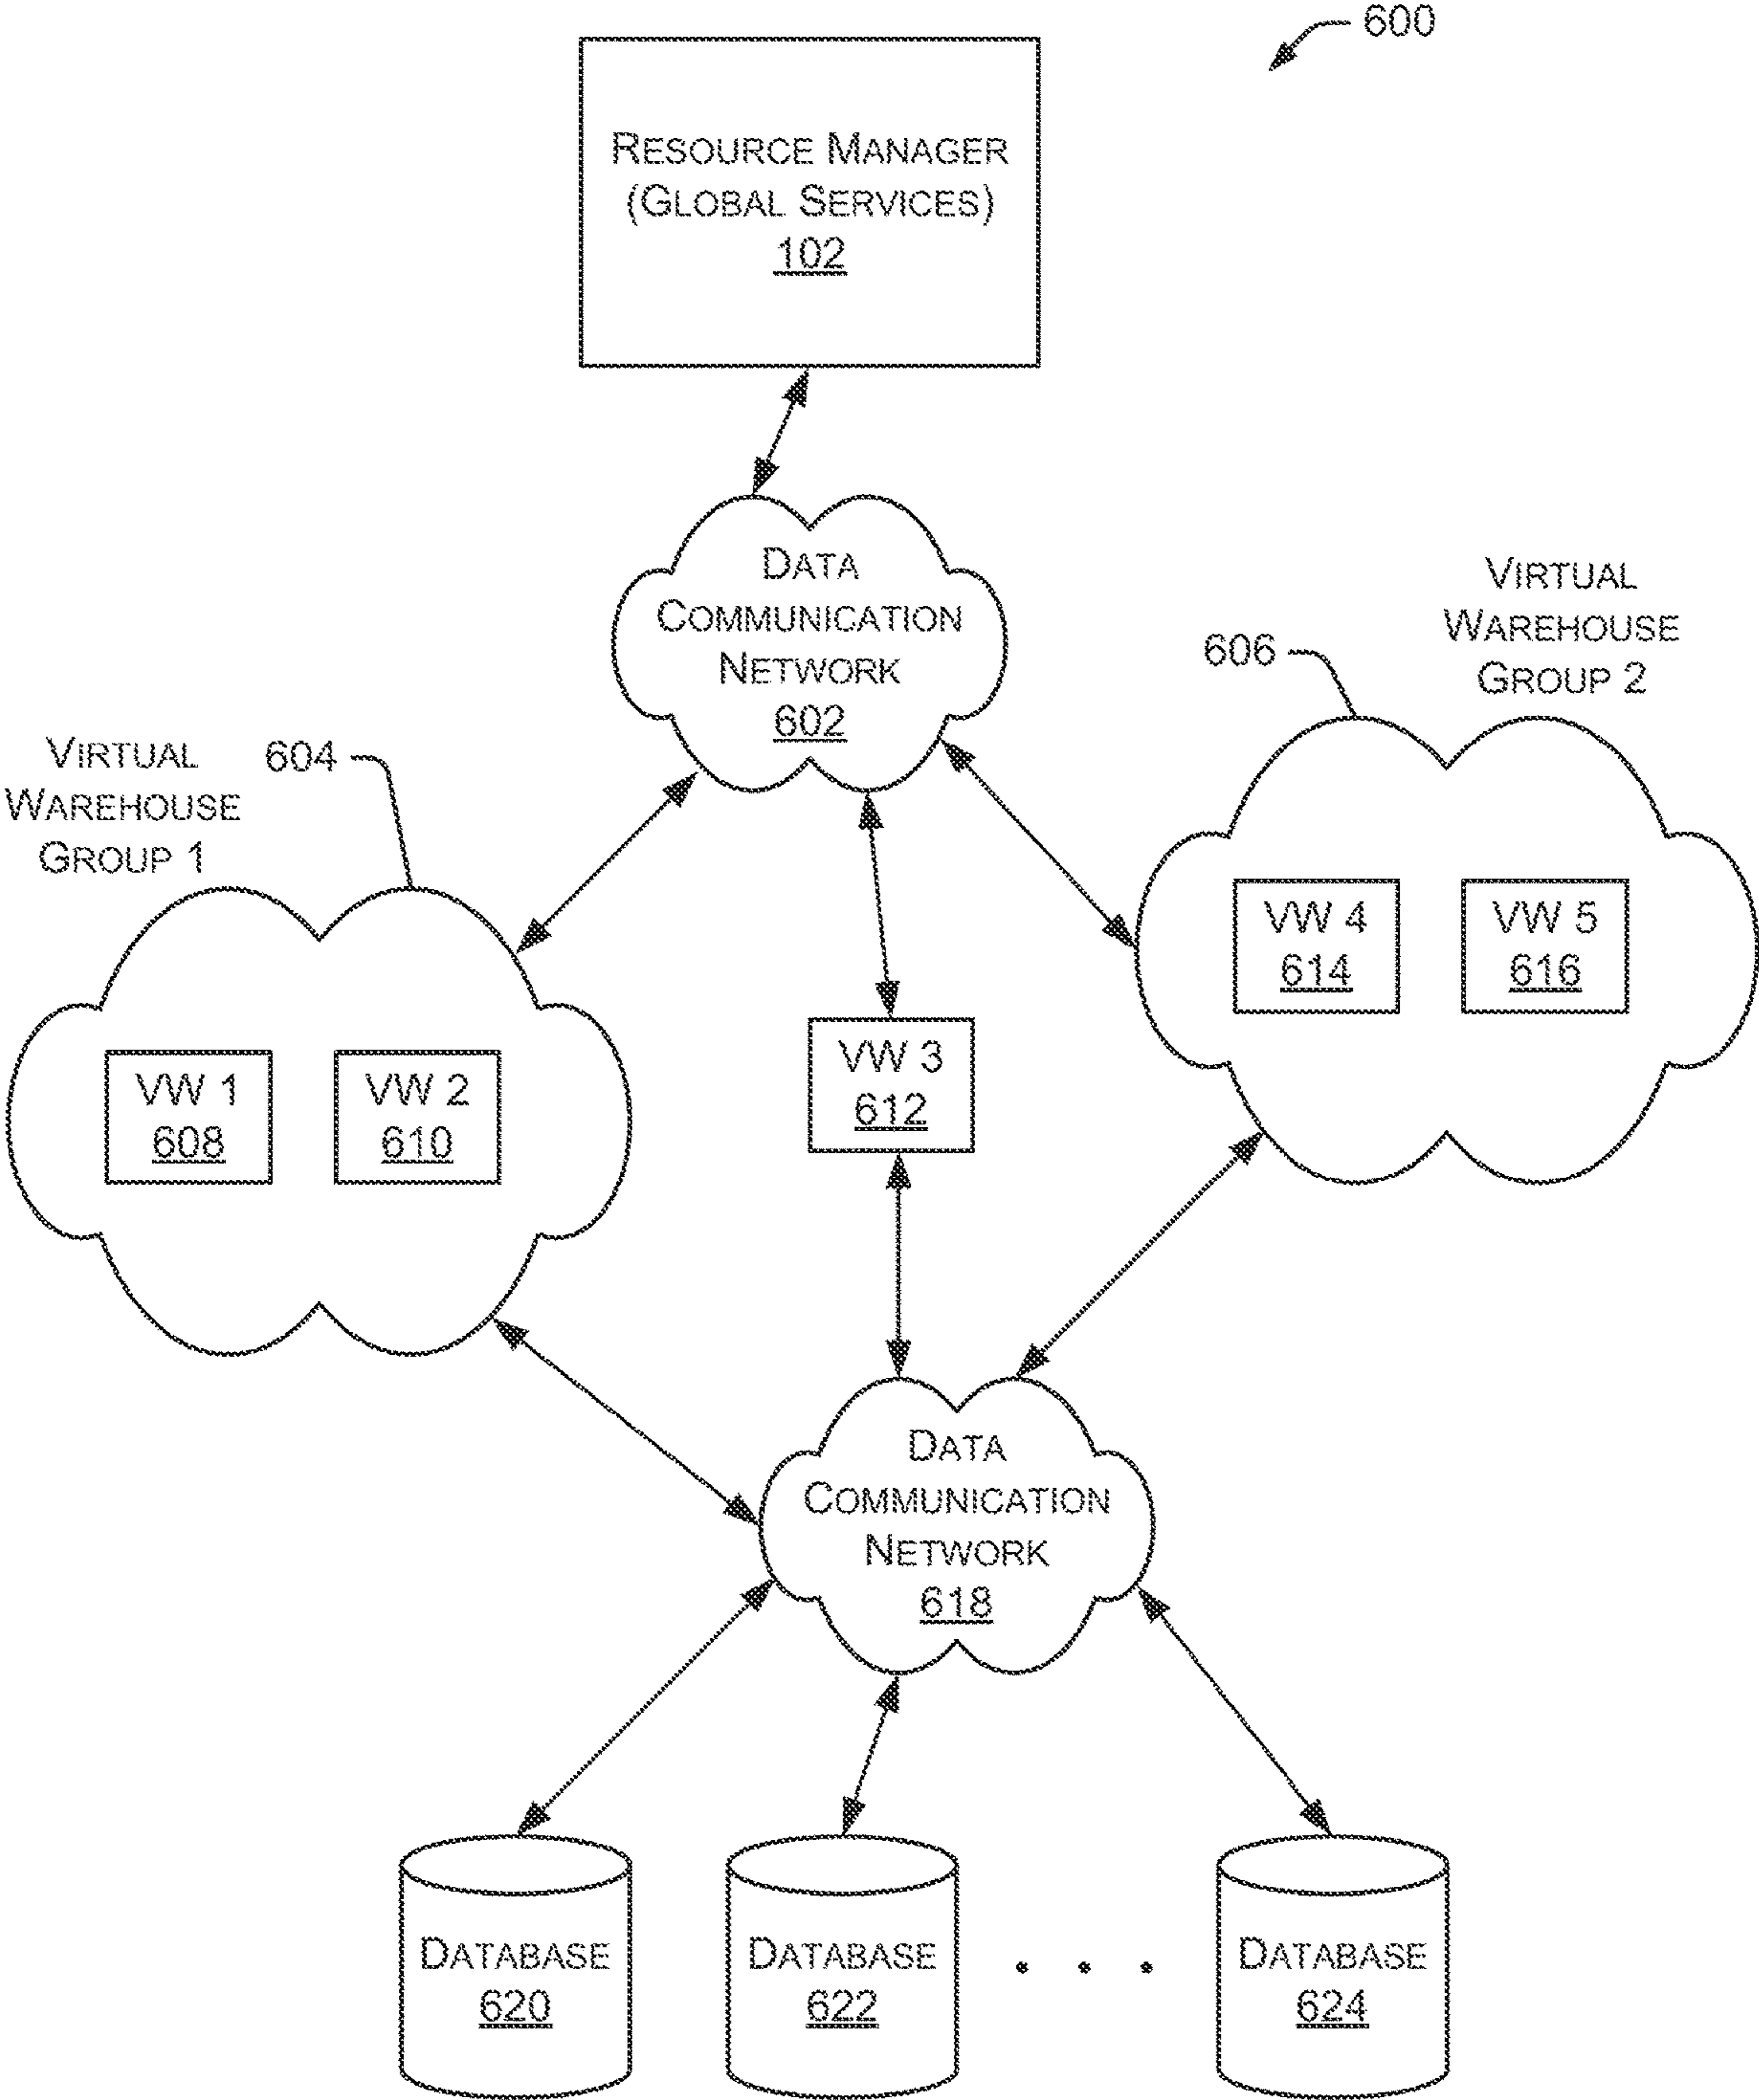 600
RESOURCE MANAGER
(GLOBAL SERVICES)
102
DATA
COMMUNICATION
NETWORK
602
VIRTUAL
WAREHOUSE
GROUP 2
606
VIRTUAL
WAREHOUSE
GROUP 1
604
VW 4
614
VW 5
616
VW 1
608
VW 2
610
VW 3
612
DATA
COMMUNICATION
NETWORK
618
DATABASE
620
DATABASE
622
. . .
DATABASE
624